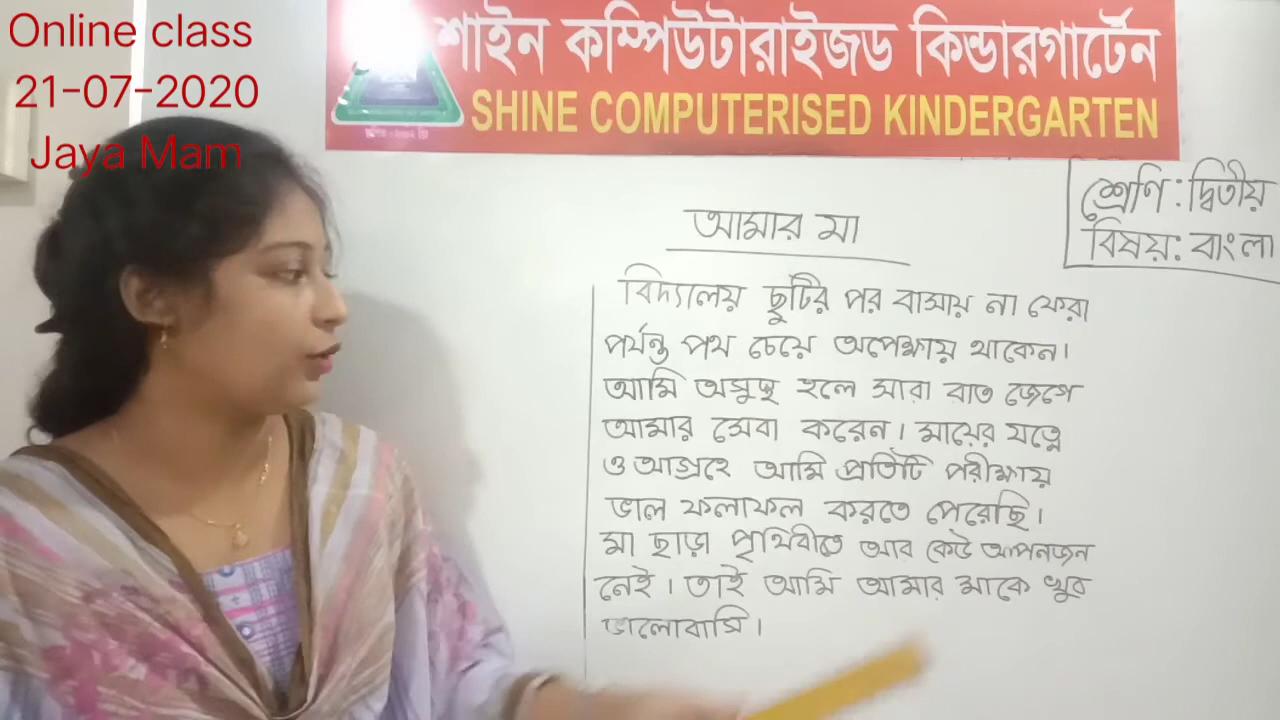 Online class
21-07-2020
Jaya Mam
শাইন কম্পিউটারাইজড কিন্ডারগার্টেন
SHINE COMPUTERISED KINDERGARTEN
শ্রেণি : দ্বিতীয়
বিষয়: বাংলা
আমার মা
বিদ্যালয় ছুটির পর বাসায় না ফেরা
পর্যন্ত পথ চেয়ে অপেক্ষায় থাকেন।
আমি অসুস্থ হলে সারা রাত জেগে
আমার সেবা করেন। মায়ের যত্নে
ও আগ্রহে আমি প্রতিটি পরীক্ষায়
ভাল ফলাফল করতে পেরেছি।
মা ছাড়া পৃথিবীতে আর কেউ আপনজন
নেই। তাই আমি আমার মাকে খুব
ভালোবাসি।